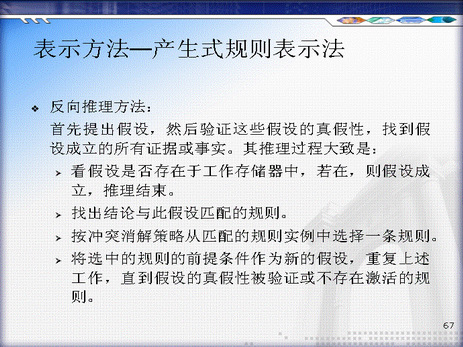 表示方法—产生式规则表示法
反向推理方法：
首先提出假设，然后验证这些假设的真假性，找到假
设成立的所有证据或事实。其推理过程大致是：
看假设是否存在于工作存储器中，若在，则假设成
立，推理结束。
找出结论与此假设匹配的规则。
按冲突消解策略从匹配的规则实例中选择一条规则。
将选中的规则的前提条件作为新的假设，重复上述
工作，直到假设的真假性被验证或不存在激活的规
则。
67